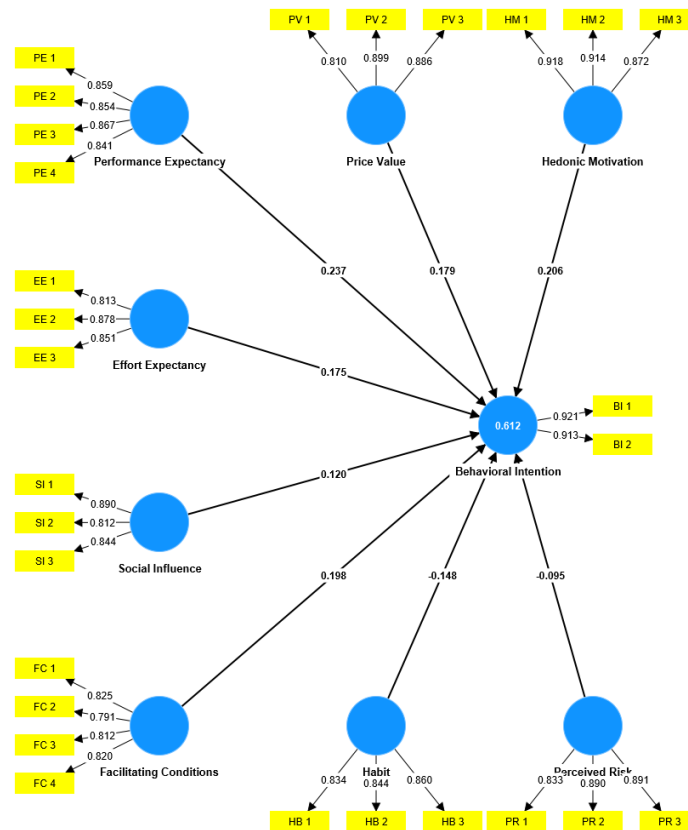 PV 1 PV 2 PV 3 HM 1 HM 2 HM 3
0.810 0.899 0.886 0.918 0.914 0.872
PE 1
PE 2
PE 3
PE 4
0.859
0.854
0.867
0.841
Performance Expectancy
Price Value
Hedonic Motivation
0.237
0.179
0.206
EE 1
EE 2
EE 3
0.813
0.878
0.851
Effort Expectancy
0.175
0.612
Behavioral Intention
0.921
0.913
BI 1
BI 2
SI 1
SI 2
SI 3
0.890
0.812
0.844
Social Influence
0.120
0.198
-0.148
-0.095
FC 1
FC 2
FC 3
FC 4
0.825
0.791
0.812
0.820
Facilitating Conditions
Habit
Perceived Risk
0.834 0.844 0.860 0.833 0.890 0.891
HB 1 HB 2 HB 3 PR 1 PR 2 PR 3